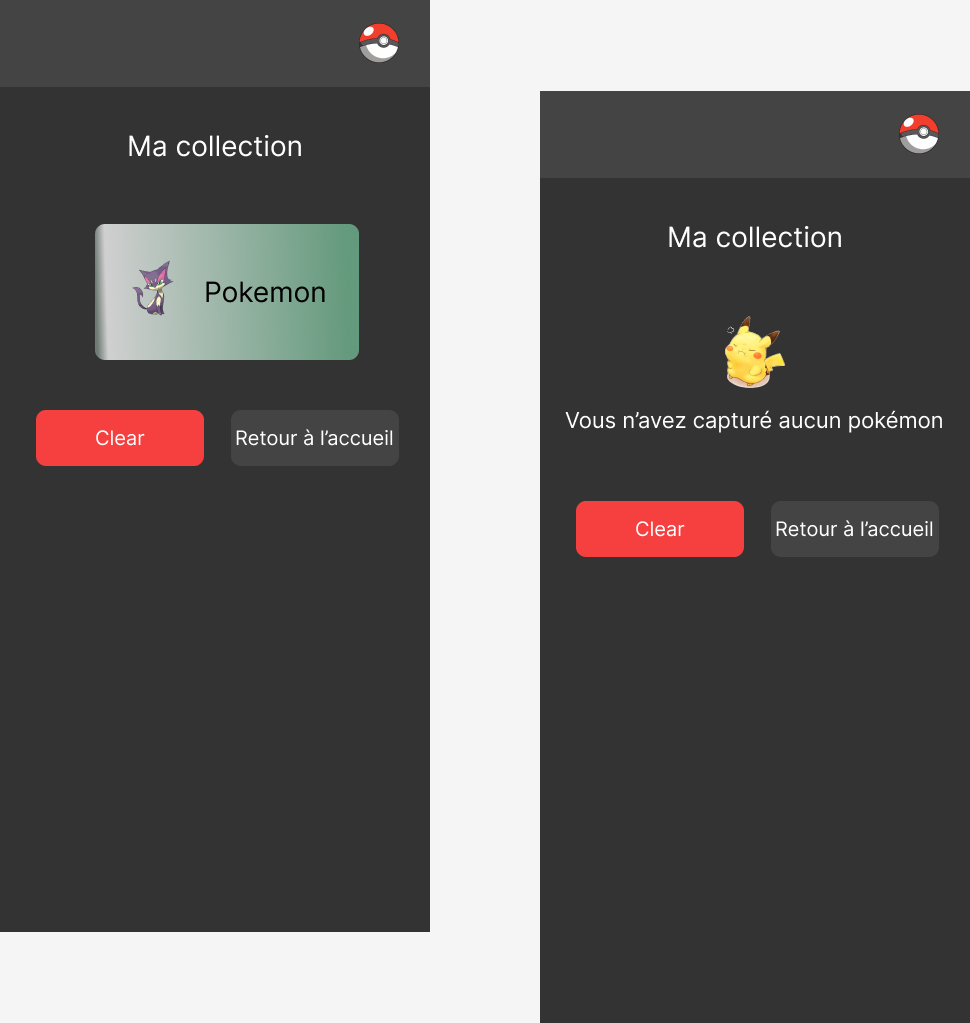 Ma collection
Pokemon
Clear
Retour à l’accueil
Ma collection
Vous n’avez capturé aucun pokémon
Clear
Retour à l’accueil